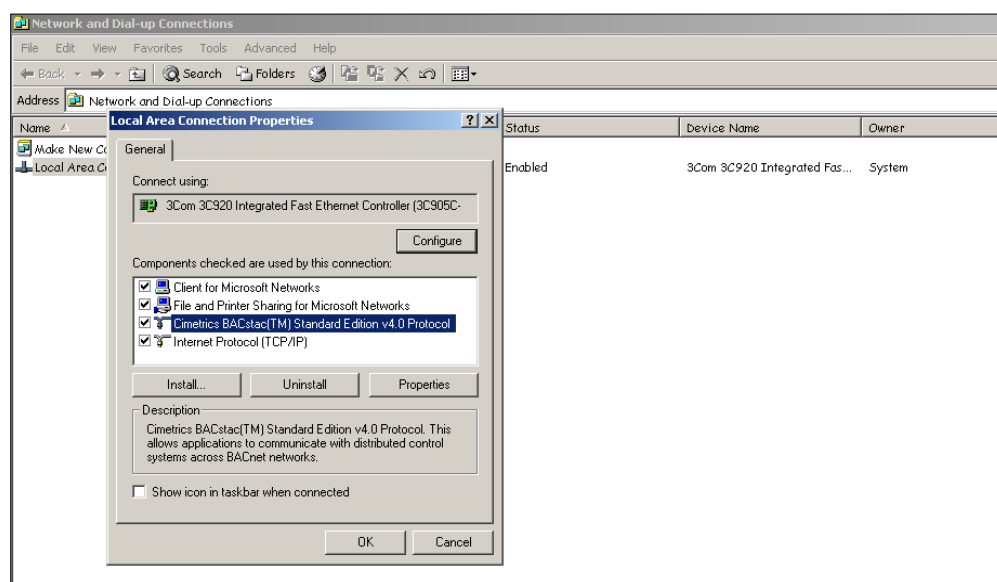 Network and Dial-up Connections
File Edit View Favorites Tools Advanced Help
Back Search Folders
Address Network and Dial-up Connections
Name Status Device Name Owner
Make New
Local Area Enabled 3Com 3C920 Integrated Fas... System
Local Area Connection Properties
General
Connect using:
3Com 3C920 Integrated Fast Ethernet Controller (3C905C-
Configure
Components checked are used by this connection:
Client for Microsoft Networks
File and Printer Sharing for Microsoft Networks
Cimetrics BACstac(TM) Standard Edition v4.0 Protocol
Internet Protocol (TCP/IP)
Install... Uninstall Properties
Description
Cimetrics BACstac(TM) Standard Edition v4.0 Protocol. This
allows applications to communicate with distributed control
systems across BACnet networks.
Show icon in taskbar when connected
OK Cancel